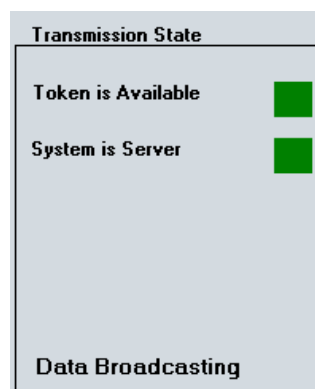 Transmission State
Token is Available
System is Server
Data Broadcasting